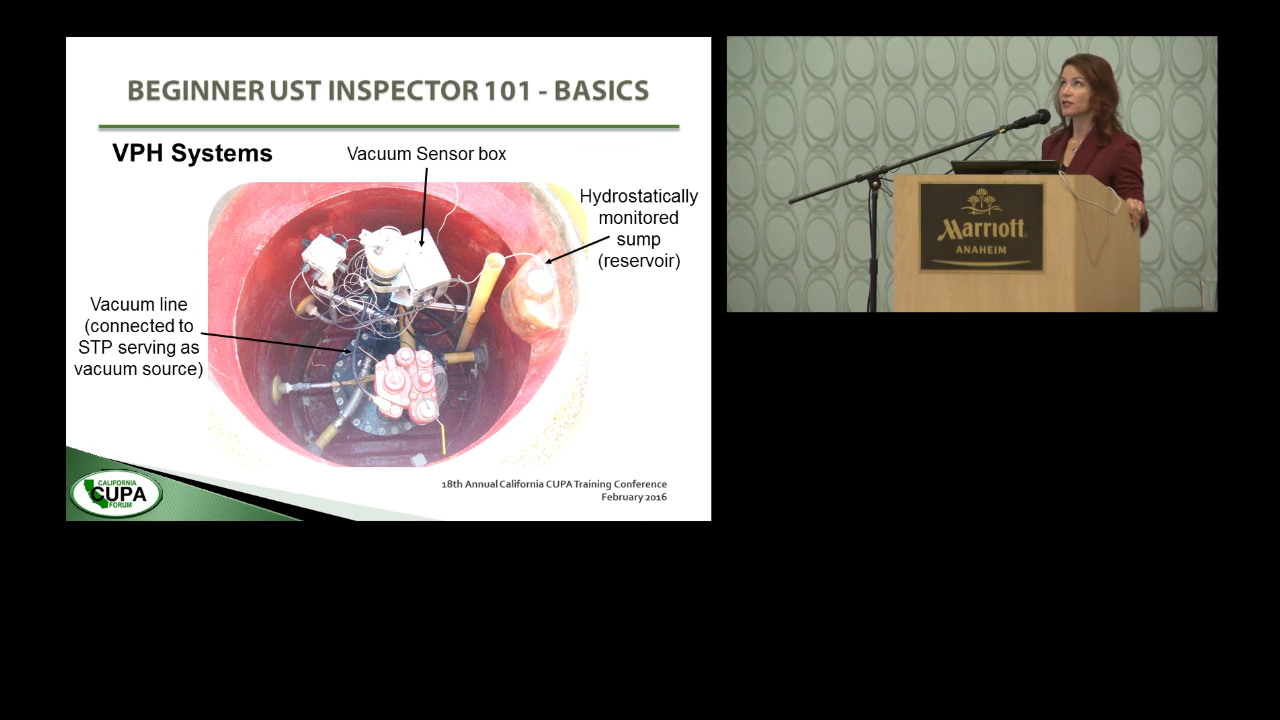 BEGINNER UST INSPECTOR 101 - BASICS
VPH Systems
Vacuum Sensor box
Hydrostatically
monitored
sump
(reservoir)
Vacuum line
(connected to
STP serving as
vacuum source)
CALIFORNIA
CUPA
FORUM
18th Annual California CUPA Training Conference
February 2016
Marriott
ANAHEIM